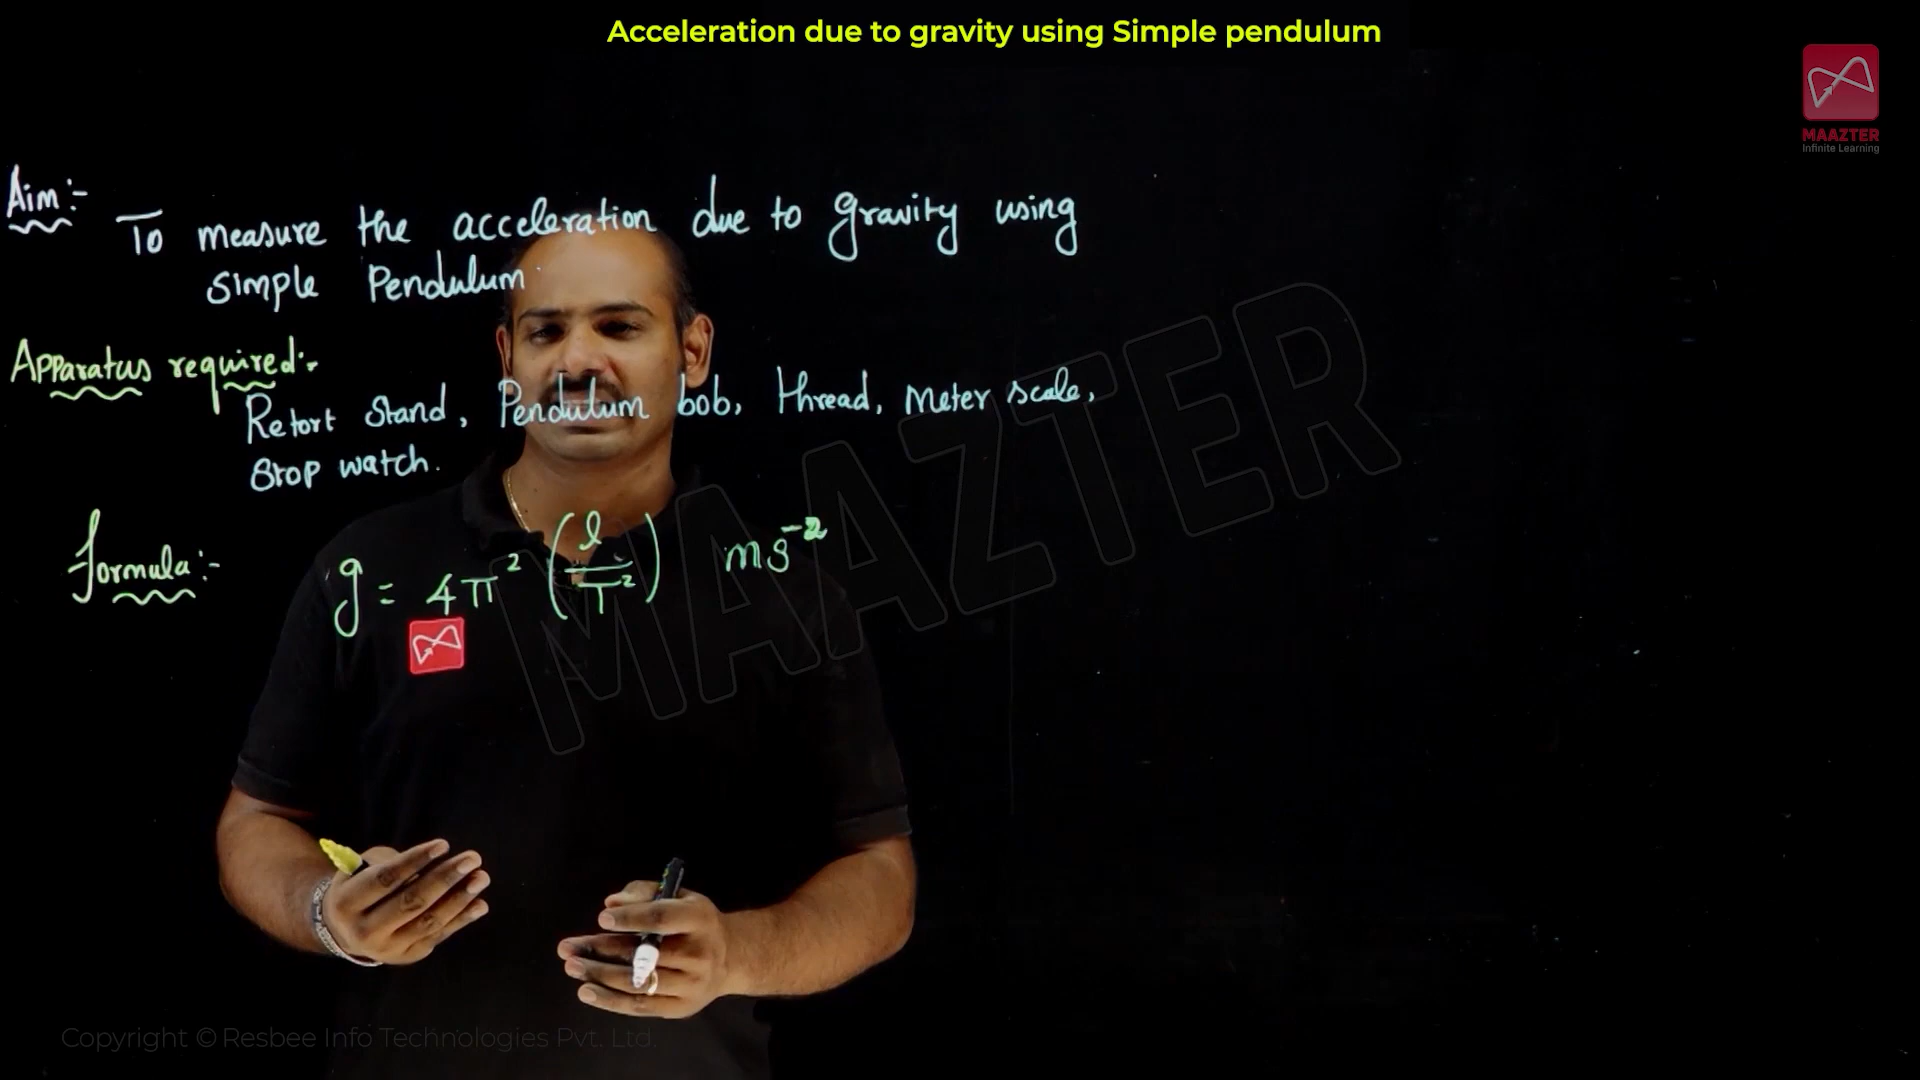 Acceleration due to gravity using Simple pendulum
MAAZTER
Infinite Learning
Aim:-
To measure the acceleration due to gravity using
simple Pendulum.
Apparatus required:-
Retort stand, Pendulum bob, thread, Meter scale,
Stop watch.
Formula:- g = 4π² (l/T²) ms⁻²
MAAZTER
Copyright © Resbee Info Technologies Pvt. Ltd.